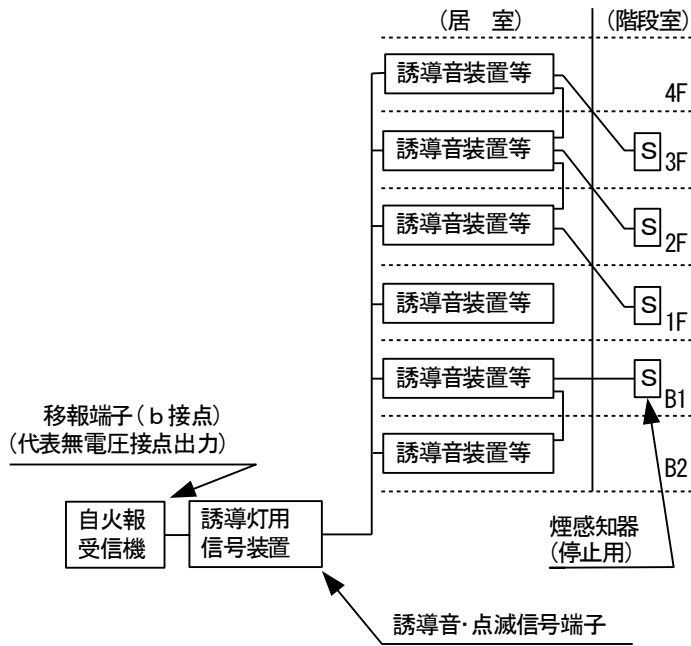 (居　室)
(階段室)
誘導音装置等
4F
誘導音装置等
S
3F
誘導音装置等
S
2F
誘導音装置等
S
1F
誘導音装置等
S
B1
移報端子(ｂ接点)
(代表無電圧接点出力)
誘導音装置等
B2
自火報
受信機
誘導灯用
信号装置
煙感知器
(停止用)
誘導音･点滅信号端子